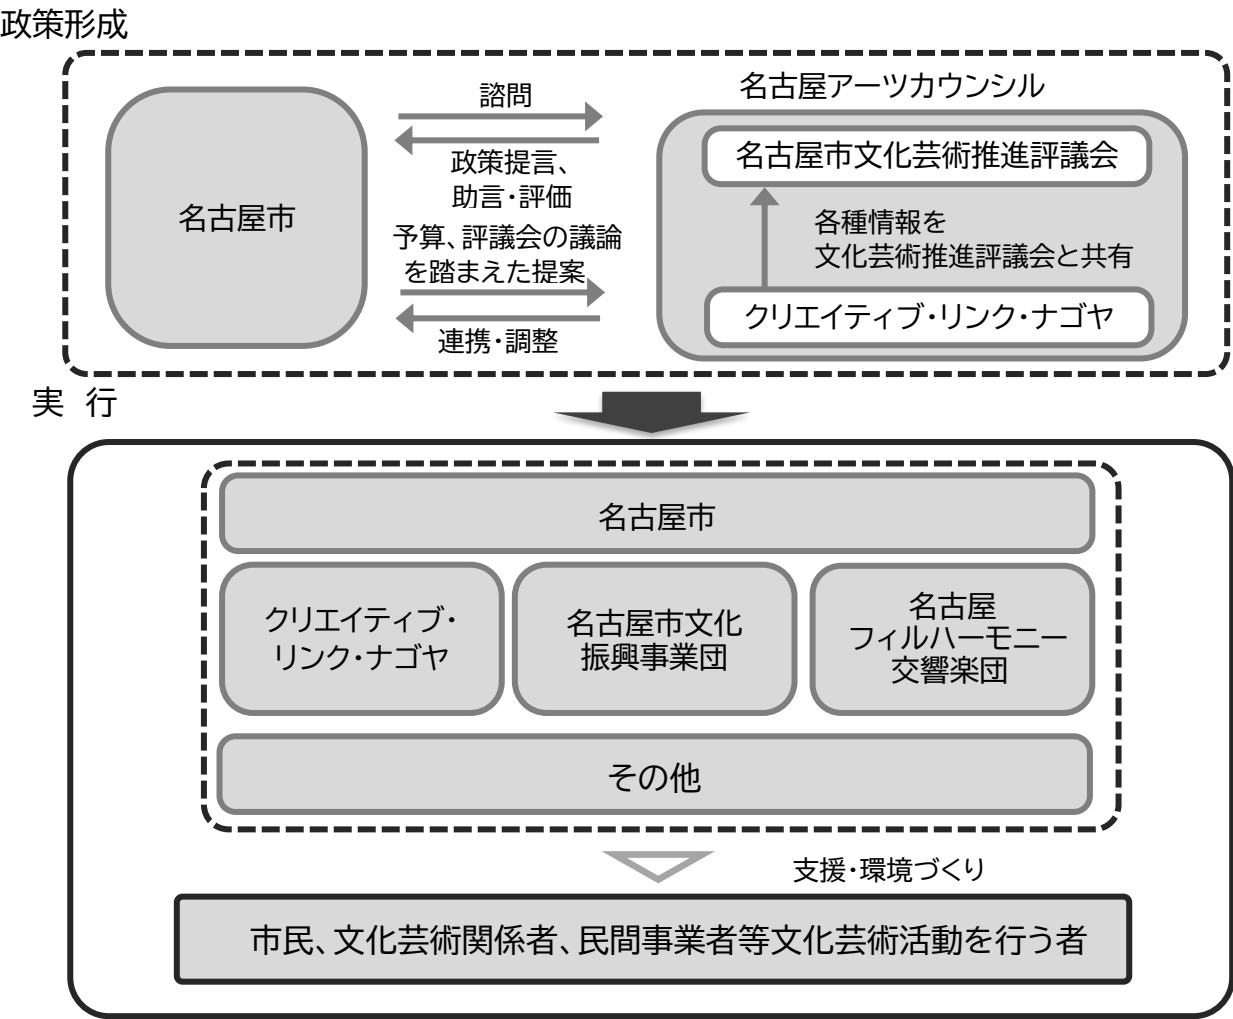 政策形成
名古屋アーツカウンシル
諮問
名古屋市文化芸術推進評議会
政策提言、
助言・評価
名古屋市
各種情報を
文化芸術推進評議会と共有
予算、評議会の議論
を踏まえた提案
クリエイティブ・リンク・ナゴヤ
連携・調整
実 行
名古屋市
クリエイティブ・
リンク・ナゴヤ
名古屋市文化
振興事業団
名古屋
フィルハーモニー
交響楽団
その他
支援・環境づくり
市民、文化芸術関係者、民間事業者等文化芸術活動を行う者